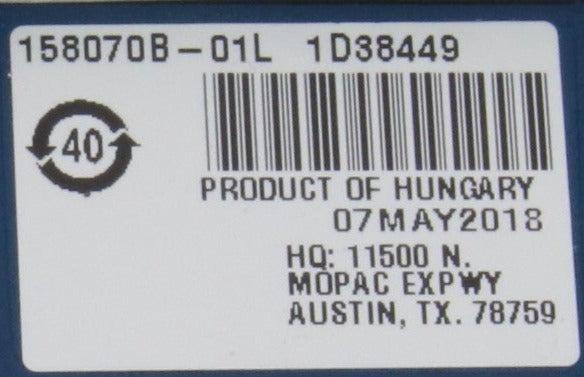 158070B-01L 1D38449
40
PRODUCT OF HUNGARY
07MAY2018
HQ: 11500 N.
MOPAC EXPWY
AUSTIN, TX. 78759